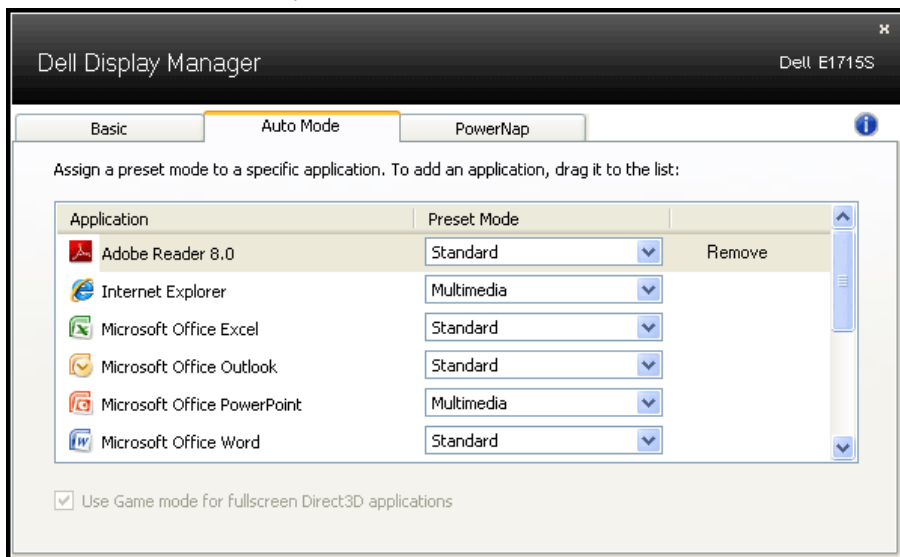 x
Dell Display Manager Dell E1715S
Basic Auto Mode PowerNap i
Assign a preset mode to a specific application. To add an application, drag it to the list:
Application Preset Mode
Adobe Reader 8.0 Standard Remove
Internet Explorer Multimedia
Microsoft Office Excel Standard
Microsoft Office Outlook Standard
Microsoft Office PowerPoint Multimedia
Microsoft Office Word Standard
Use Game mode for fullscreen Direct3D applications